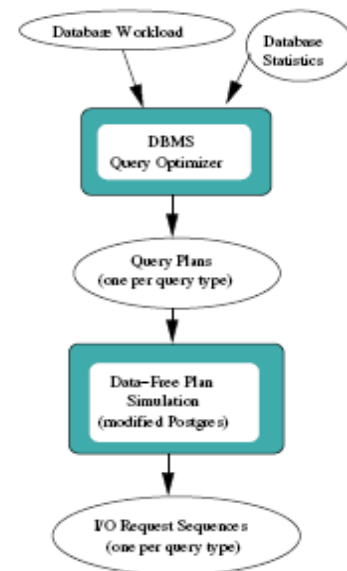 Database Workload
Database
Statistics
DBMS
Query Optimizer
Query Plans
(one per query type)
Data-Free Plan
Simulation
(modified Postgres)
I/O Request Sequences
(one per query type)